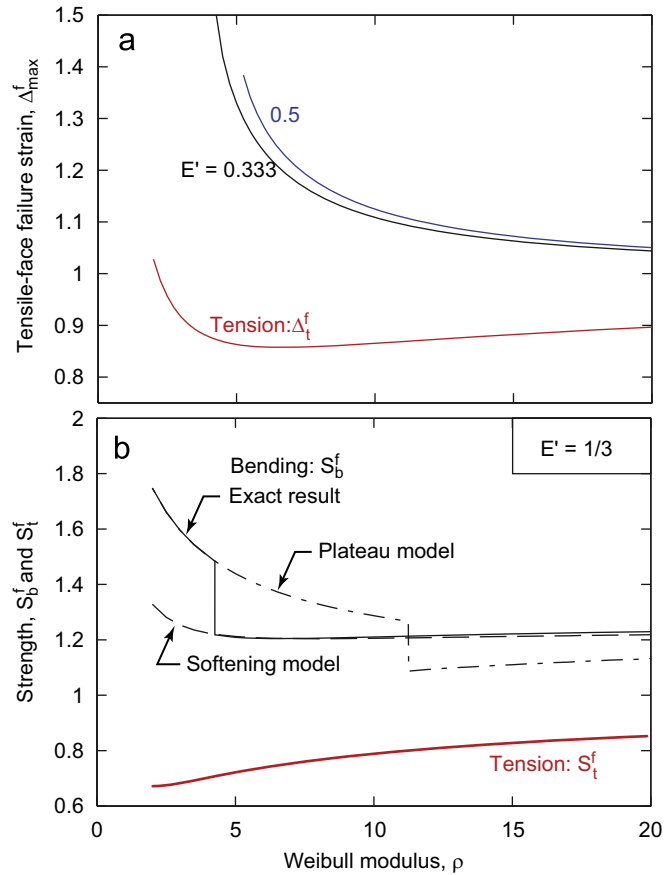 a
1.5
1.4
1.3
1.2
1.1
1
0.9
0.8
Tensile-face failure strain, Δ^f_max
0.5
E' = 0.333
Tension:Δ^f_t
b
2
1.8
1.6
1.4
1.2
1
0.8
0.6
Strength, S^f_b and S^f_t
E' = 1/3
Bending: S^f_b
Exact result
Plateau model
Softening model
Tension: S^f_t
0 5 10 15 20
Weibull modulus, ρ